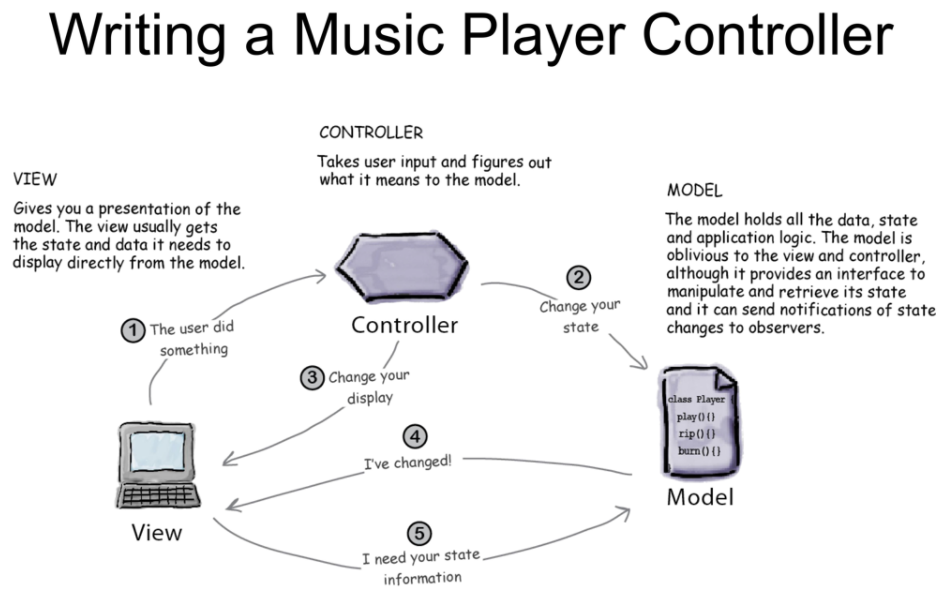 Writing a Music Player Controller
CONTROLLER
Takes user input and figures out
what it means to the model.
VIEW
Gives you a presentation of the
model. The view usually gets
the state and data it needs to
display directly from the model.
MODEL
The model holds all the data, state
and application logic. The model is
oblivious to the view and controller,
although it provides an interface to
manipulate and retrieve its state
and it can send notifications of state
changes to observers.
1 The user did
something
Controller
2
Change your
state
3 Change your
display
class Player {
play(){}
rip(){}
burn(){}
Model
4
I've changed!
View
5
I need your state
information